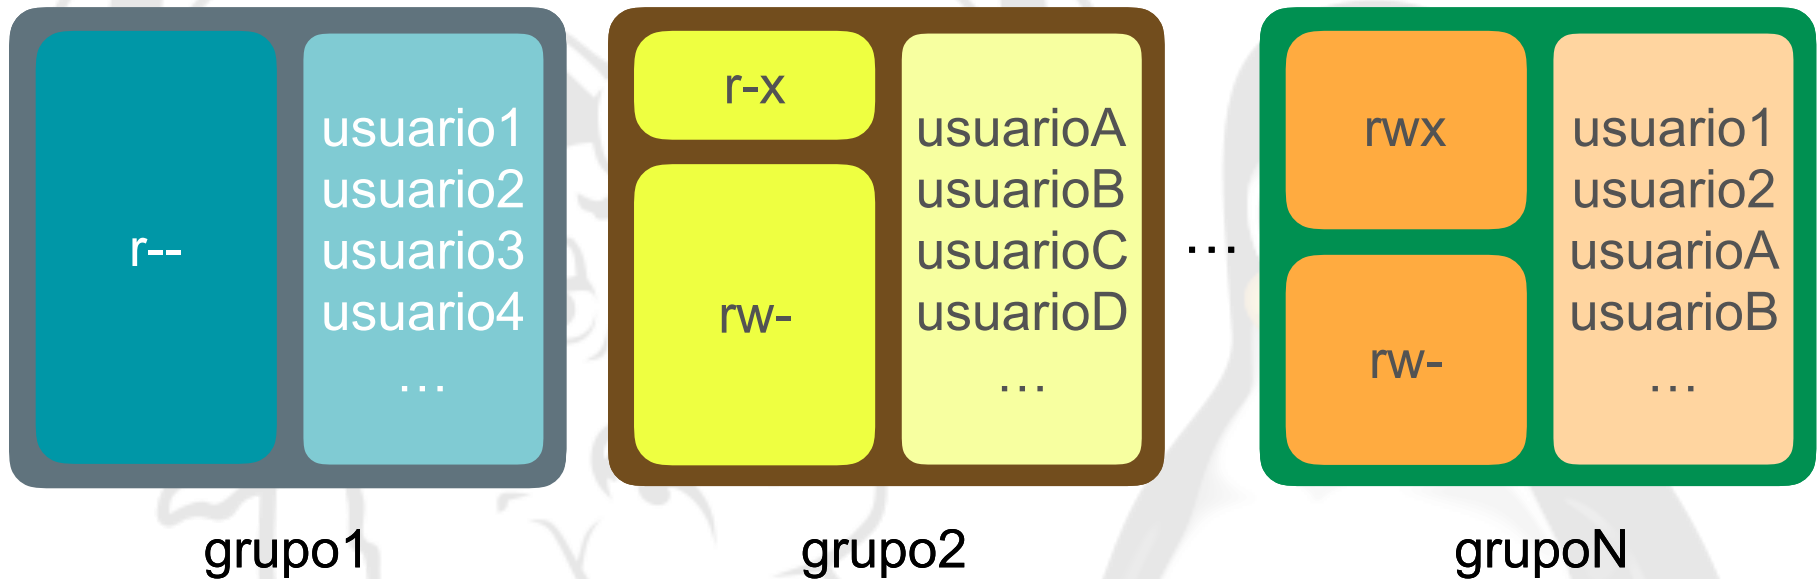 r--
usuario1
usuario2
usuario3
usuario4
...
grupo1
r-x
rw-
usuarioA
usuarioB
usuarioC
usuarioD
...
grupo2
...
rwx
rw-
usuario1
usuario2
usuarioA
usuarioB
...
grupoN